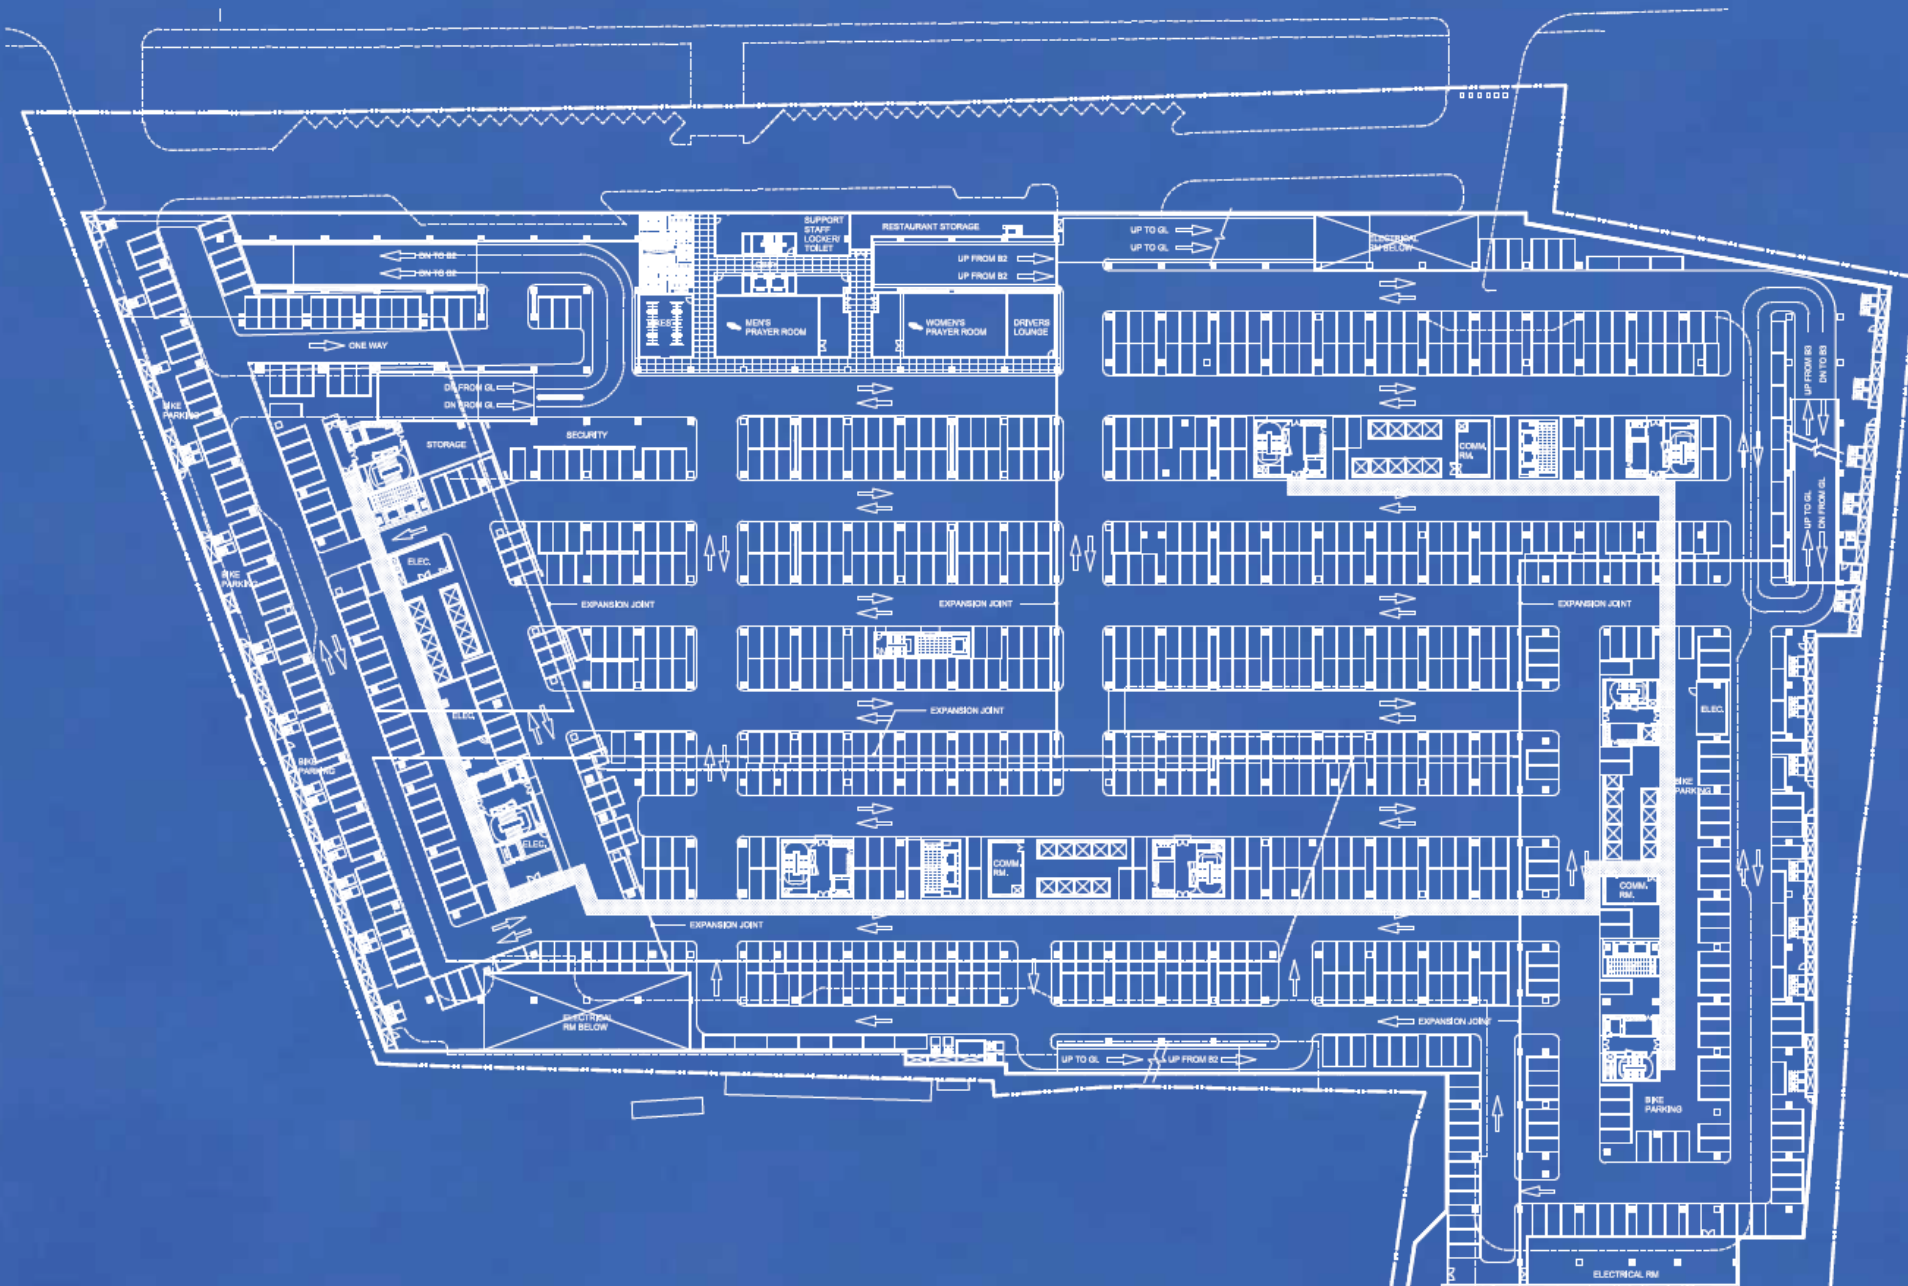 SUPPORT
STAFF
LOCKER/
TOILET
RESTAURANT STORAGE
UP TO GL
UP TO GL
ELECTRICAL
RM BELOW
DN TO B2
DN TO B2
UP FROM B2
UP FROM B2
MEN'S
PRAYER ROOM
WOMEN'S
PRAYER ROOM
DRIVERS
LOUNGE
ONE WAY
UP FROM B3
DN TO B3
DN FROM GL
DN FROM GL
BIKE
PARKING
STORAGE
SECURITY
COMM.
RM.
UP TO GL
DN FROM GL
ELEC.
BIKE
PARKING
EXPANSION JOINT
EXPANSION JOINT
EXPANSION JOINT
ELEC.
EXPANSION JOINT
ELEC.
BIKE
PARKING
BIKE
PARKING
ELEC.
COMM.
RM.
COMM.
RM.
EXPANSION JOINT
ELECTRICAL
RM BELOW
EXPANSION JOINT
UP TO GL
UP FROM B2
BIKE
PARKING
ELECTRICAL RM